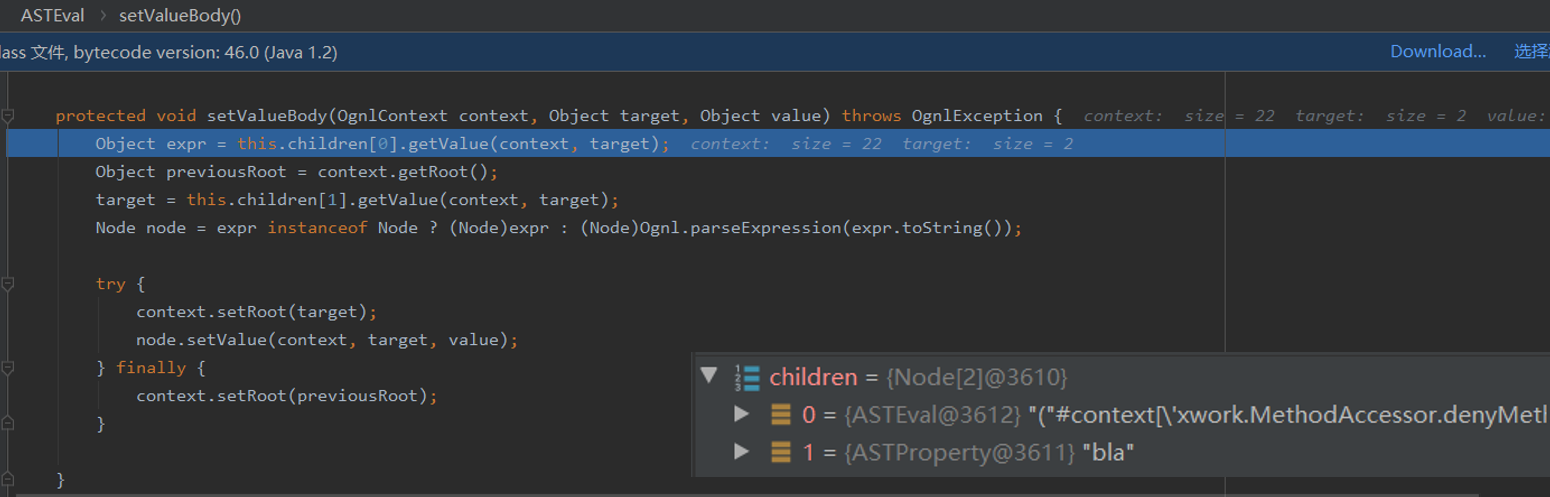 ASTEval > setValueBody()
lass 文件, bytecode version: 46.0 (Java 1.2) Download... 选择
protected void setValueBody(OgnlContext context, Object target, Object value) throws OgnlException { context: size = 22 target: size = 2 value:
Object expr = this.children[0].getValue(context, target); context: size = 22 target: size = 2
Object previousRoot = context.getRoot();
target = this.children[1].getValue(context, target);
Node node = expr instanceof Node ? (Node)expr : (Node)Ognl.parseExpression(expr.toString());
try {
context.setRoot(target);
node.setValue(context, target, value);
} finally {
context.setRoot(previousRoot);
}
}
children = {Node[2]@3610}
0 = {ASTEval@3612} "("#context[\'xwork.MethodAccessor.denyMetl
1 = {ASTProperty@3611} "bla"